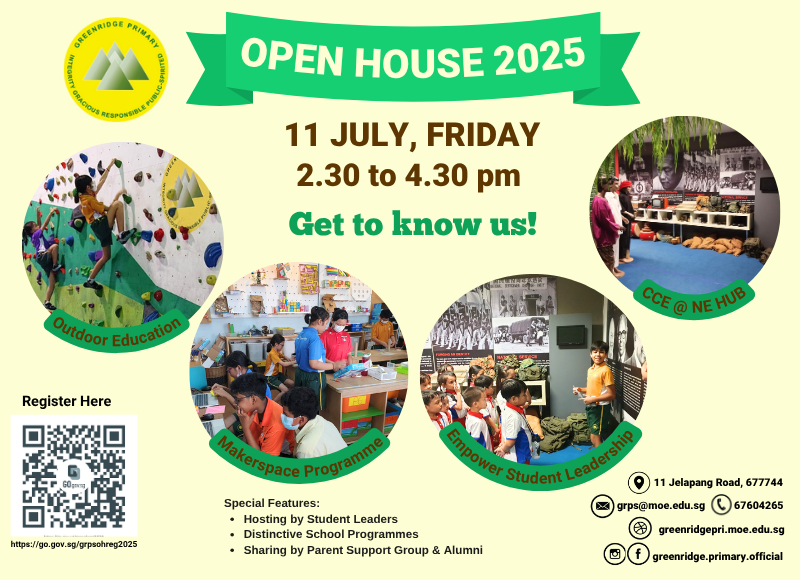 GREENRIDGE PRIMARY
INTEGRITY GRACIOUS RESPONSIBLE PUBLIC-SPIRITED
OPEN HOUSE 2025
11 JULY, FRIDAY
2.30 to 4.30 pm
Get to know us!
Outdoor Education
CCE @ NE HUB
Makerspace Programme
Empower Student Leadership
NATIONAL SERVICE
Register Here
GOgovsg
https://go.gov.sg/grpsohreg2025
Special Features:
• Hosting by Student Leaders
• Distinctive School Programmes
• Sharing by Parent Support Group & Alumni
11 Jelapang Road, 677744
grps@moe.edu.sg
67604265
greenridgepri.moe.edu.sg
greenridge.primary.official